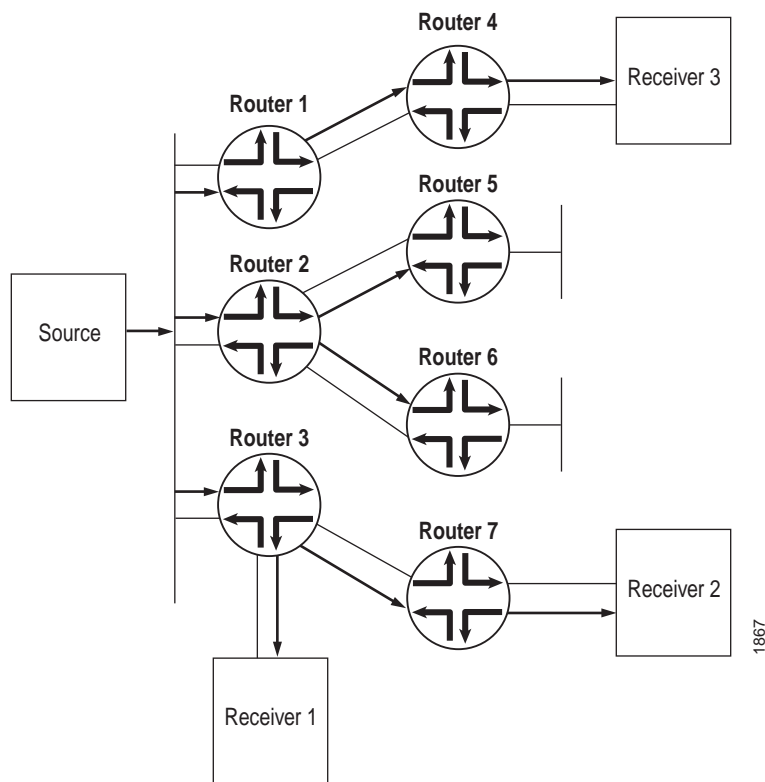 Router 4
Receiver 3
Router 1
Router 5
Router 2
Source
Router 6
Router 3
Router 7
Receiver 2
Receiver 1
1867